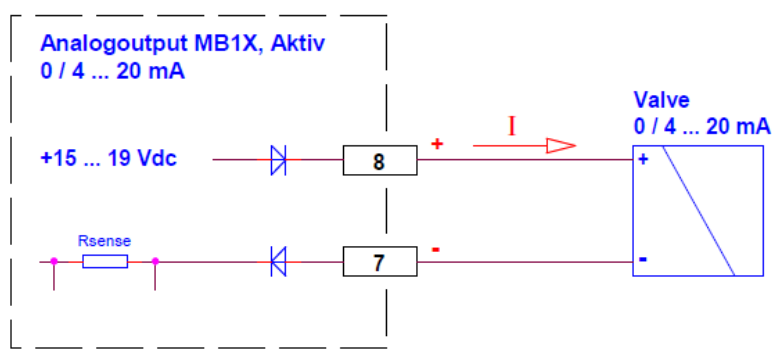 Analogoutput MB1X, Aktiv
0 / 4 ... 20 mA
+15 ... 19 Vdc
8
+
I
Valve
0 / 4 ... 20 mA
+
Rsense
7
-
-